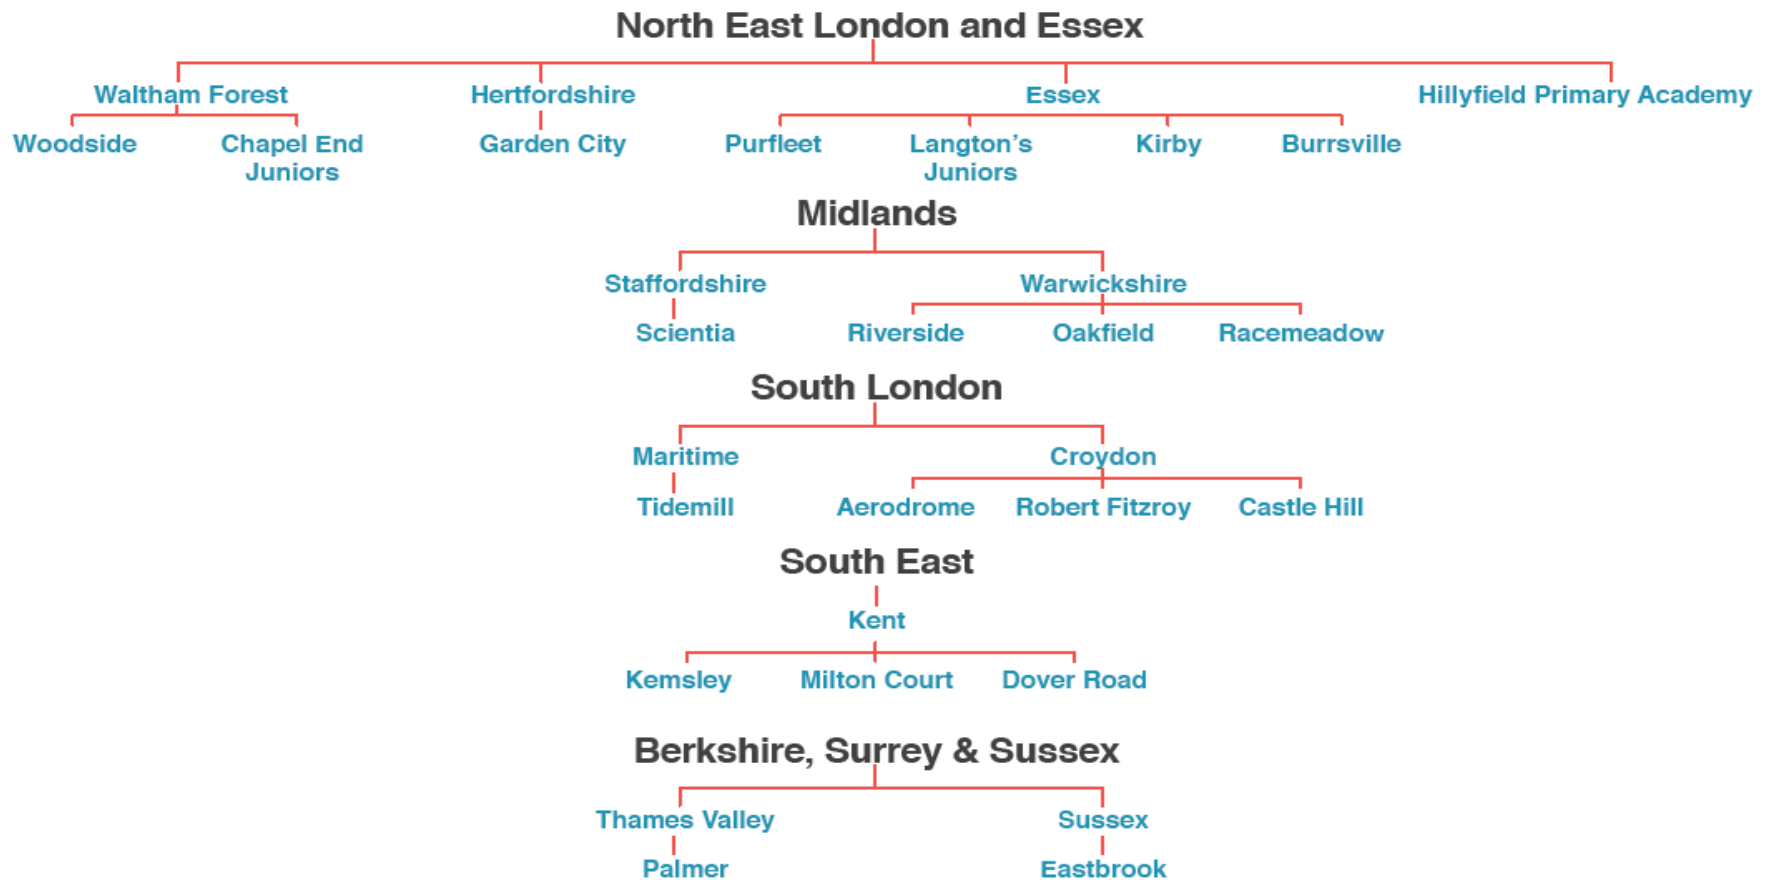 North East London and Essex
Waltham Forest Hertfordshire Essex Hillyfield Primary Academy
Woodside Chapel End Garden City Purfleet Langton's Kirby Burrsville
Juniors Juniors
Midlands
Staffordshire Warwickshire
Scientia Riverside Oakfield Racemeadow
South London
Maritime Croydon
Tidemill Aerodrome Robert Fitzroy Castle Hill
South East
Kent
Kemsley Milton Court Dover Road
Berkshire, Surrey & Sussex
Thames Valley Sussex
Palmer Eastbrook